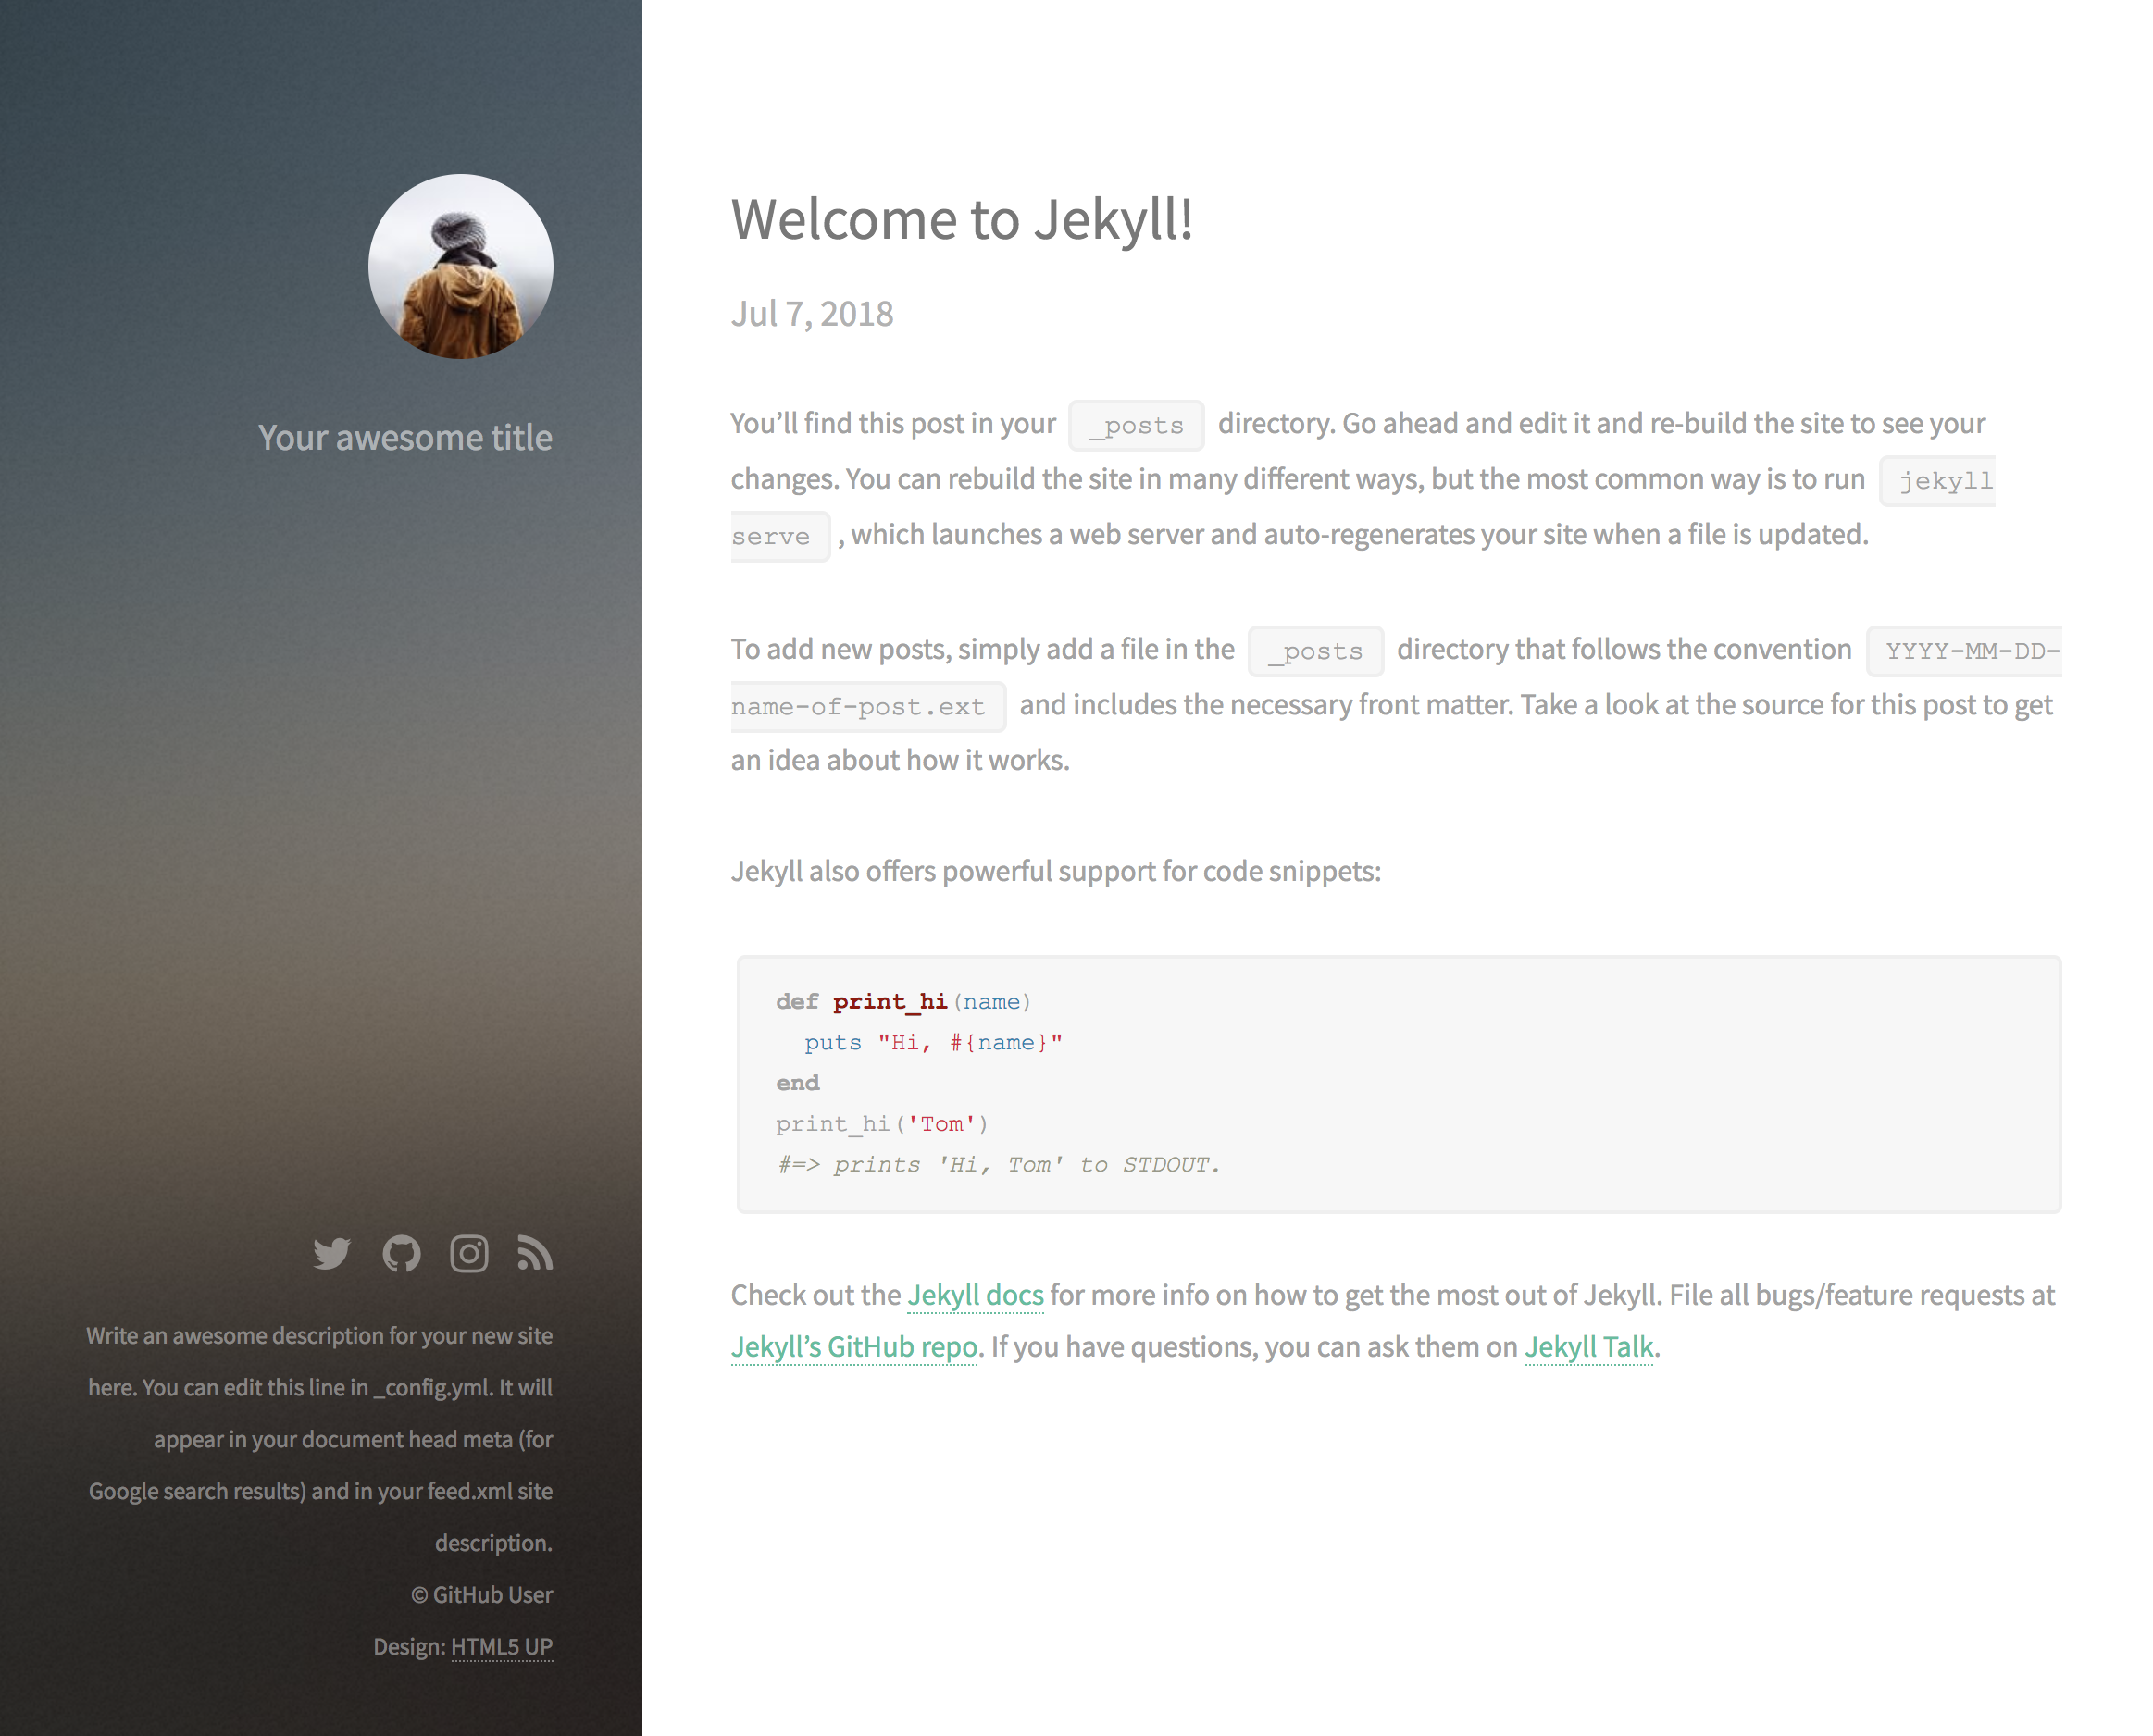 Your awesome title
Write an awesome description for your new site
here. You can edit this line in _config.yml. It will
appear in your document head meta (for
Google search results) and in your feed.xml site
description.
© GitHub User
Design: HTML5 UP
Welcome to Jekyll!
Jul 7, 2018
You’ll find this post in your _posts directory. Go ahead and edit it and re-build the site to see your
changes. You can rebuild the site in many different ways, but the most common way is to run jekyll
serve , which launches a web server and auto-regenerates your site when a file is updated.
To add new posts, simply add a file in the _posts directory that follows the convention YYYY-MM-DD-
name-of-post.ext and includes the necessary front matter. Take a look at the source for this post to get
an idea about how it works.
Jekyll also offers powerful support for code snippets:
def print_hi(name)
  puts "Hi, #{name}"
end
print_hi('Tom')
#=> prints 'Hi, Tom' to STDOUT.
Check out the Jekyll docs for more info on how to get the most out of Jekyll. File all bugs/feature requests at
Jekyll’s GitHub repo. If you have questions, you can ask them on Jekyll Talk.